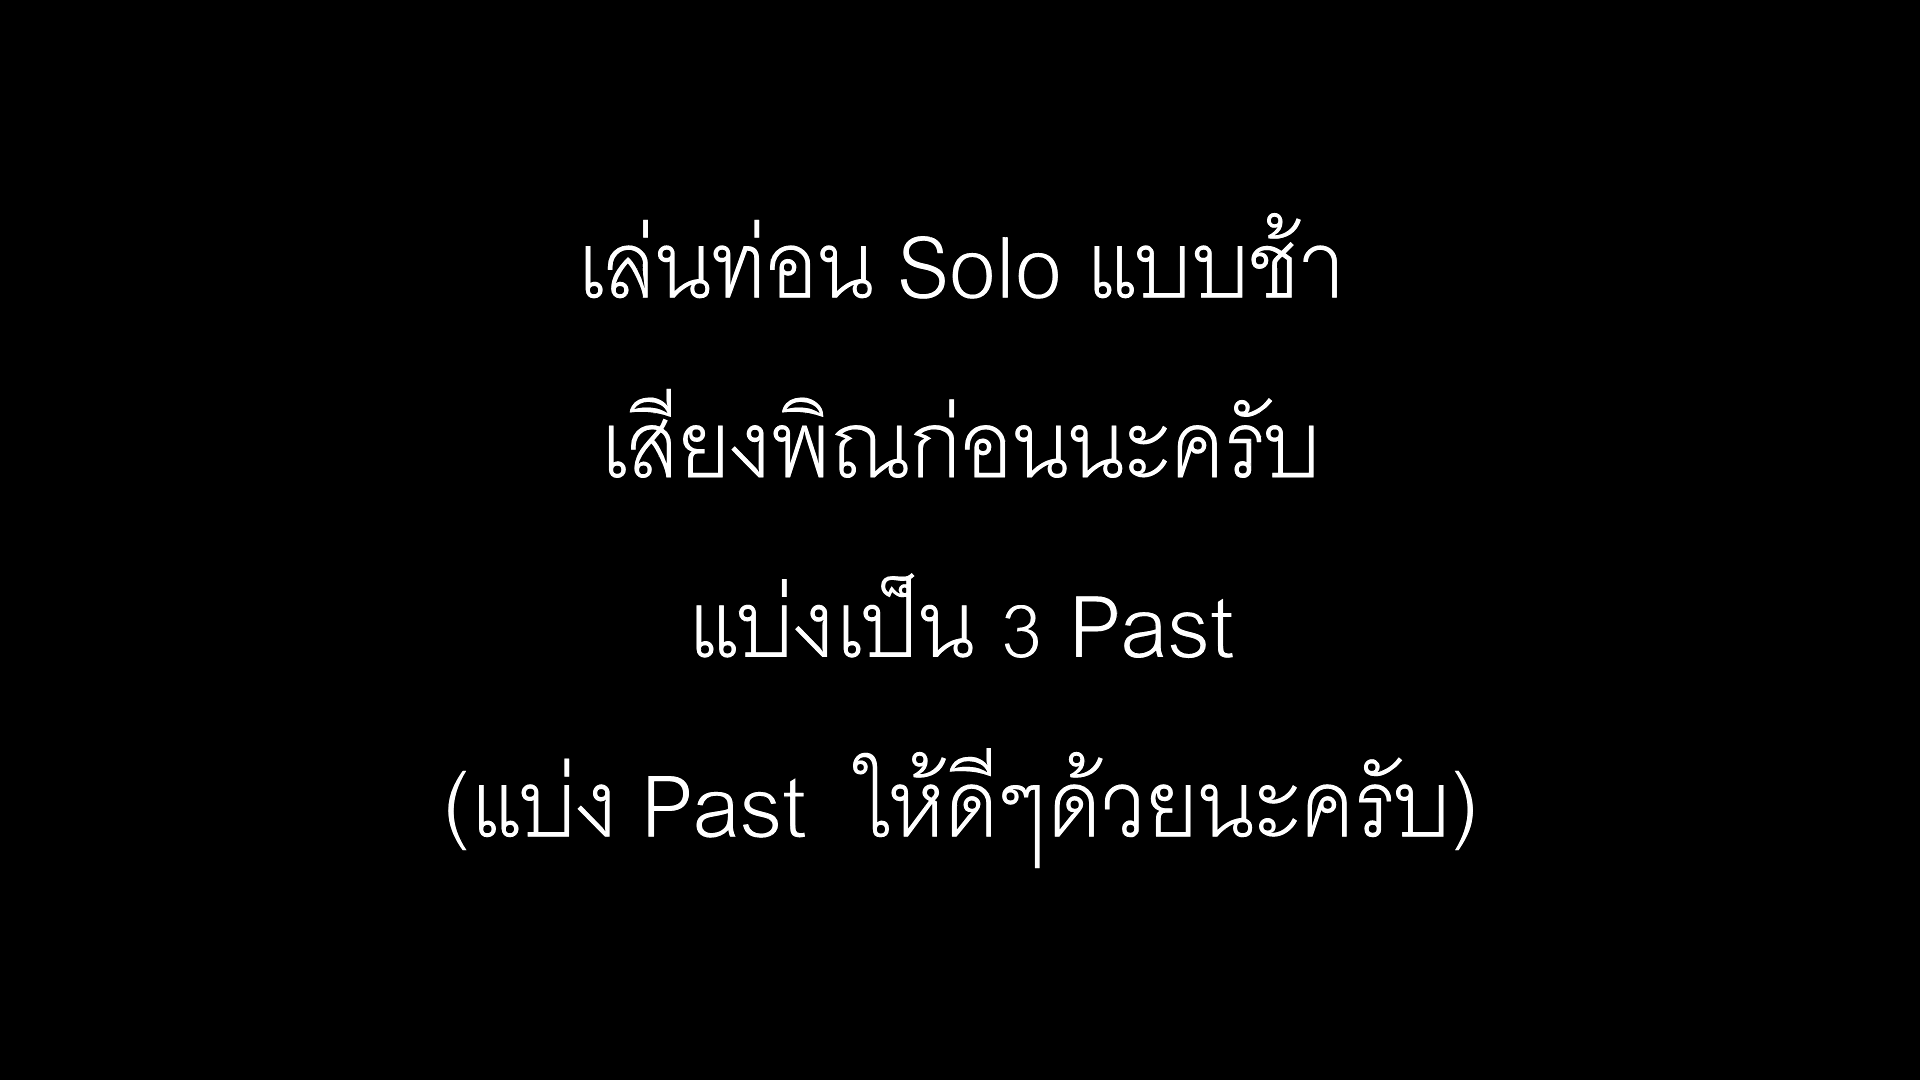 เล่นท่อน Solo แบบช้า
เสียงพิณก่อนนะครับ
แบ่งเป็น 3 Past
(แบ่ง Past  ให้ดีๆด้วยนะครับ)